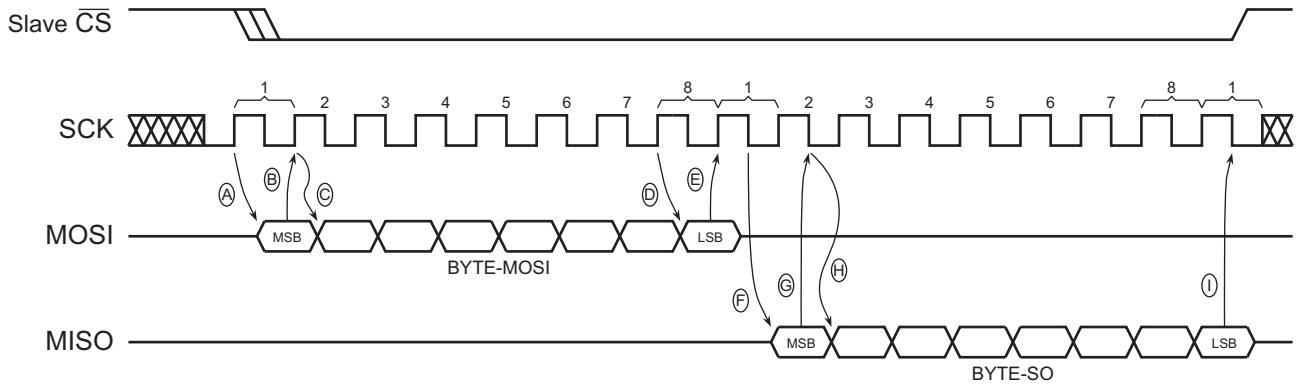 Slave CS
1 2 3 4 5 6 7 8 1 2 3 4 5 6 7 8 1
SCK
A B C D E
MOSI MSB LSB
BYTE-MOSI
F G H I
MISO MSB LSB
BYTE-SO